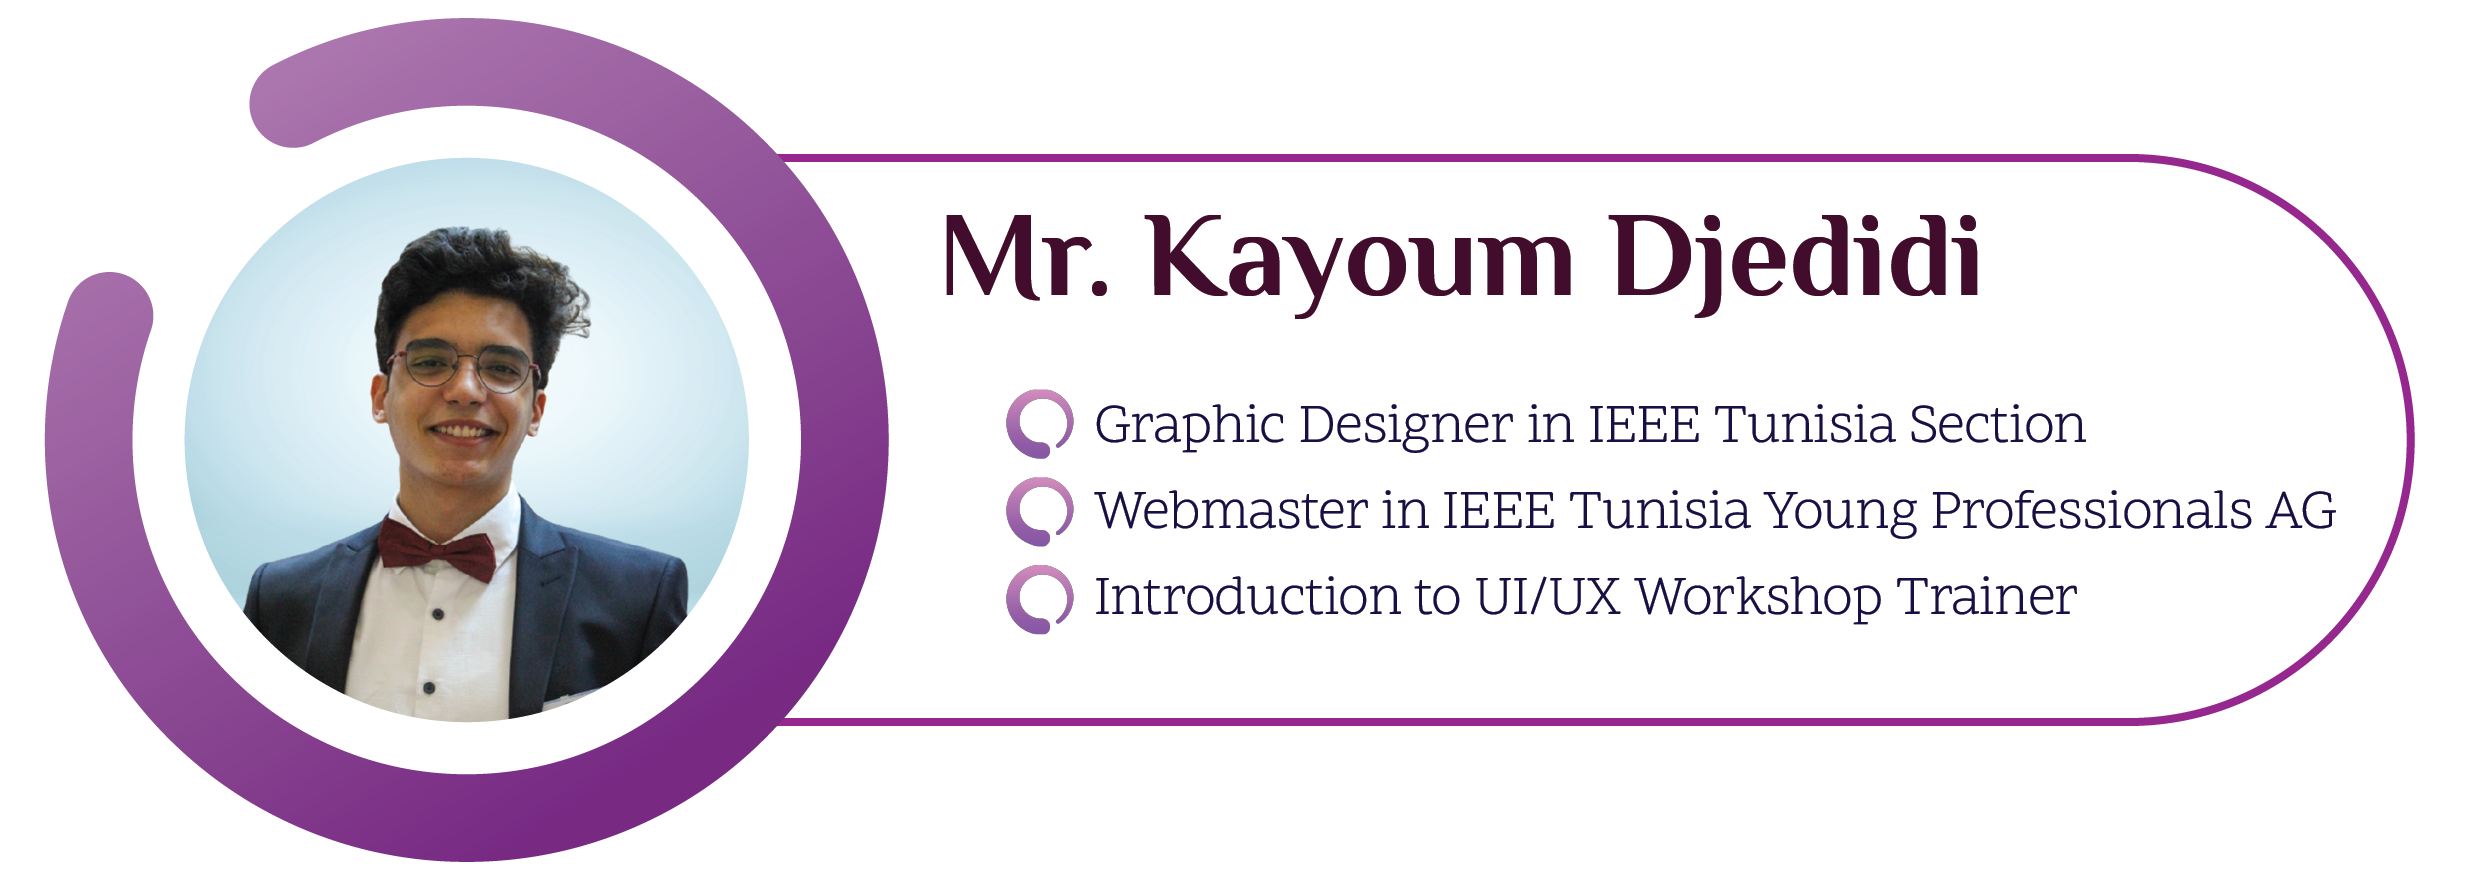 Mr. Kayoum Djedidi
Graphic Designer in IEEE Tunisia Section
Webmaster in IEEE Tunisia Young Professionals AG
Introduction to UI/UX Workshop Trainer